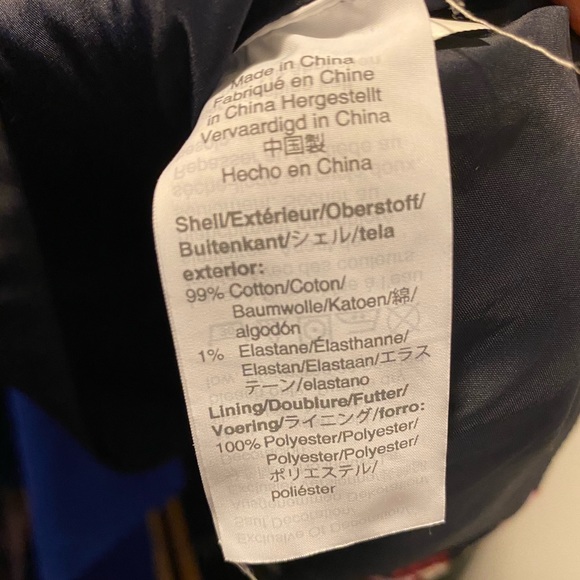 Made in China
Fabriqué en Chine
in China Hergestellt
Vervaardigd in China
中国製
Hecho en China
Shell/Extérieur/Oberstoff/
Buitenkant/シェル/tela
exterior:
99% Cotton/Coton/
Baumwolle/Katoen/綿/
algodón
1% Elastane/Élasthanne/
Elastan/Elastaan/エラス
テーン/elastano
Lining/Doublure/Futter/
Voering/ライニング/forro:
100% Polyester/Polyester/
Polyester/Polyester/
ポリエステル/
poliéster